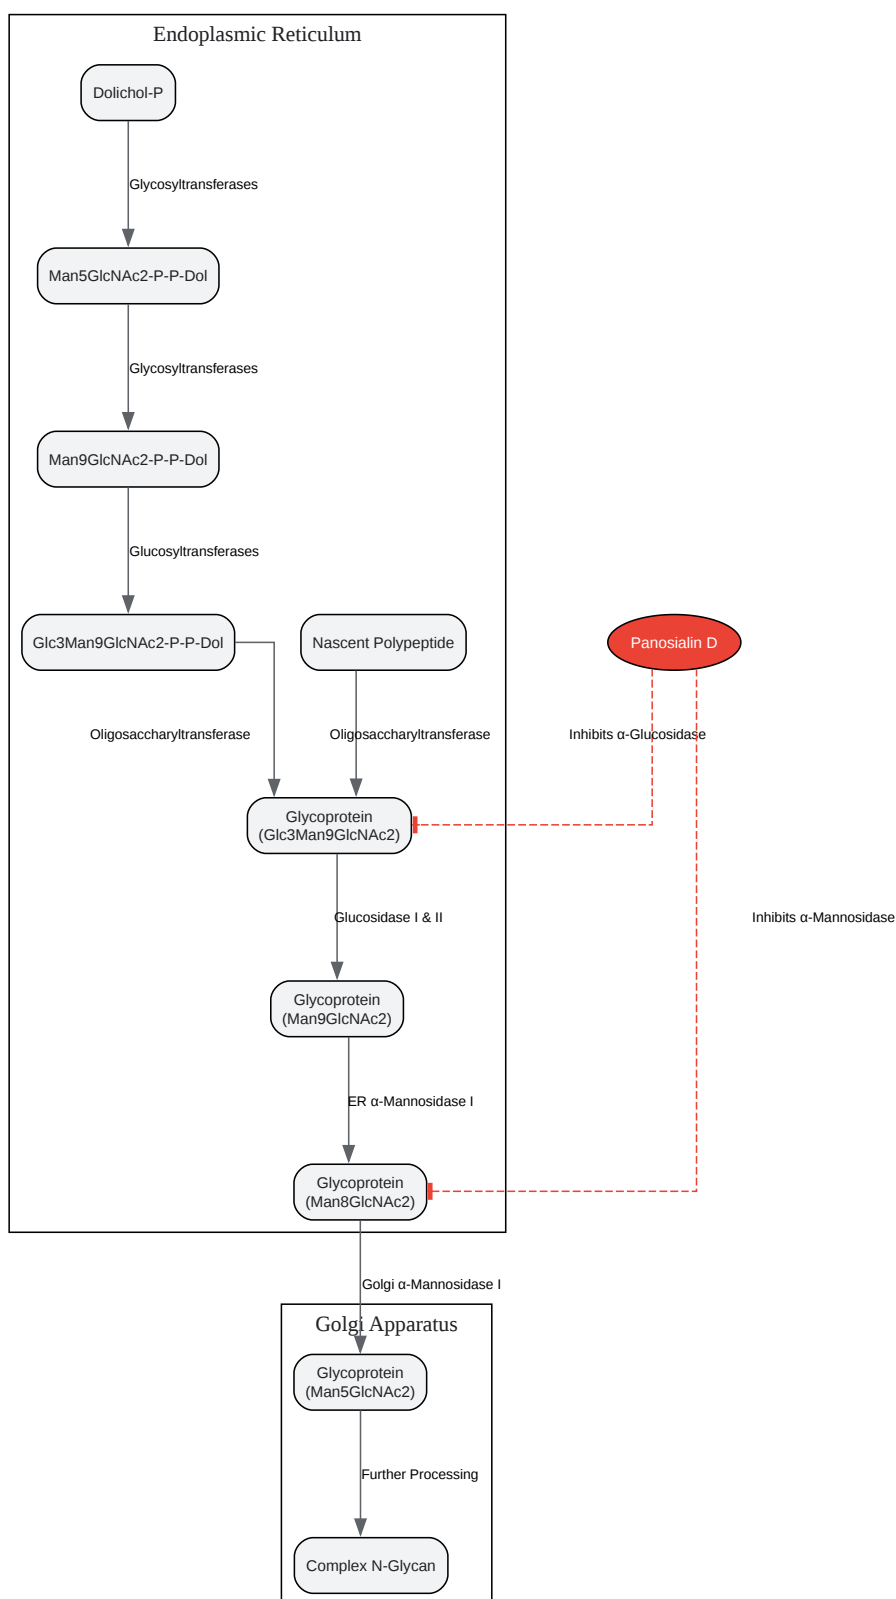 Endoplasmic Reticulum
Dolichol-P
Glycosyltransferases
Man5GlcNAc2-P-P-Dol
Glycosyltransferases
Man9GlcNAc2-P-P-Dol
Glucosyltransferases
Glc3Man9GlcNAc2-P-P-Dol
Nascent Polypeptide
Panosialin D
Oligosaccharyltransferase
Oligosaccharyltransferase
Inhibits α-Glucosidase
Glycoprotein
(Glc3Man9GlcNAc2)
Glucosidase I & II
Inhibits α-Mannosidase
Glycoprotein
(Man9GlcNAc2)
ER α-Mannosidase I
Glycoprotein
(Man8GlcNAc2)
Golgi α-Mannosidase I
Golgi Apparatus
Glycoprotein
(Man5GlcNAc2)
Further Processing
Complex N-Glycan